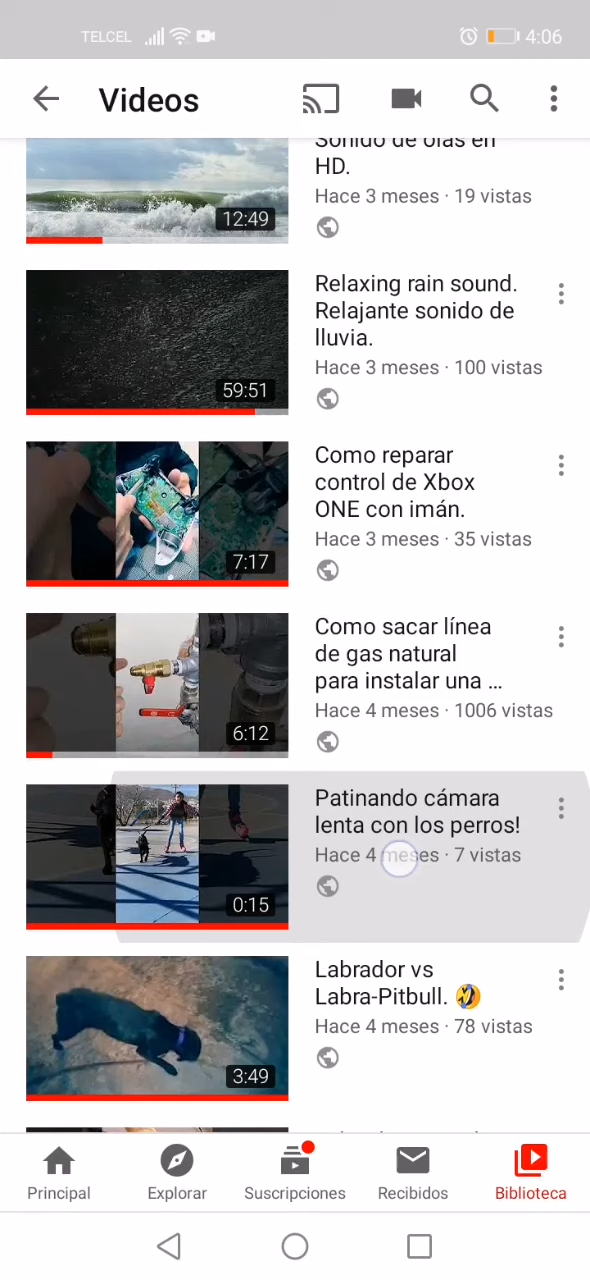 TELCEL
4:06
Videos
Sonido de olas en
HD.
Hace 3 meses · 19 vistas
12:49
Relaxing rain sound.
Relajante sonido de
lluvia.
Hace 3 meses · 100 vistas
59:51
Como reparar
control de Xbox
ONE con imán.
Hace 3 meses · 35 vistas
7:17
Como sacar línea
de gas natural
para instalar una ...
Hace 4 meses · 1006 vistas
6:12
Patinando cámara
lenta con los perros!
Hace 4 meses · 7 vistas
0:15
Labrador vs
Labra-Pitbull. 🤣
Hace 4 meses · 78 vistas
3:49
Principal
Explorar
Suscripciones
Recibidos
Biblioteca